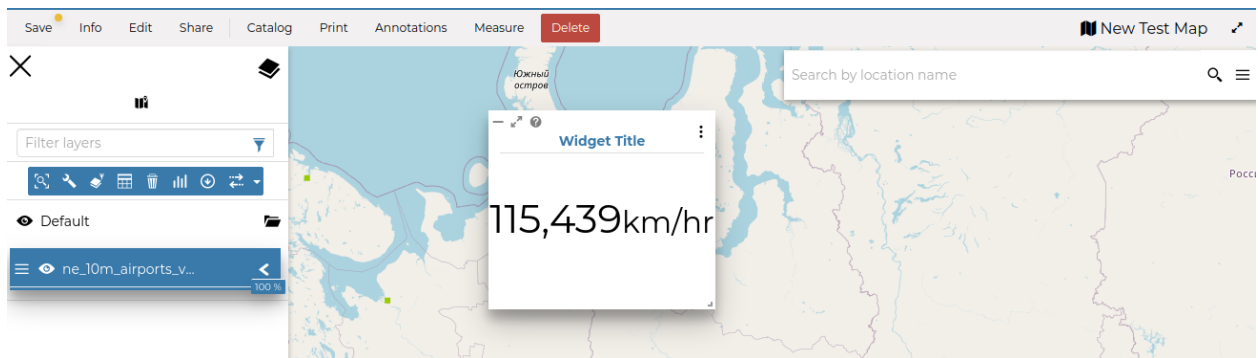 Save Info Edit Share Catalog Print Annotations Measure Delete New Test Map
Search by location name
Южный
остров
Filter layers
Widget Title
115,439km/hr
Default
ne_10m_airports_v...
100 %